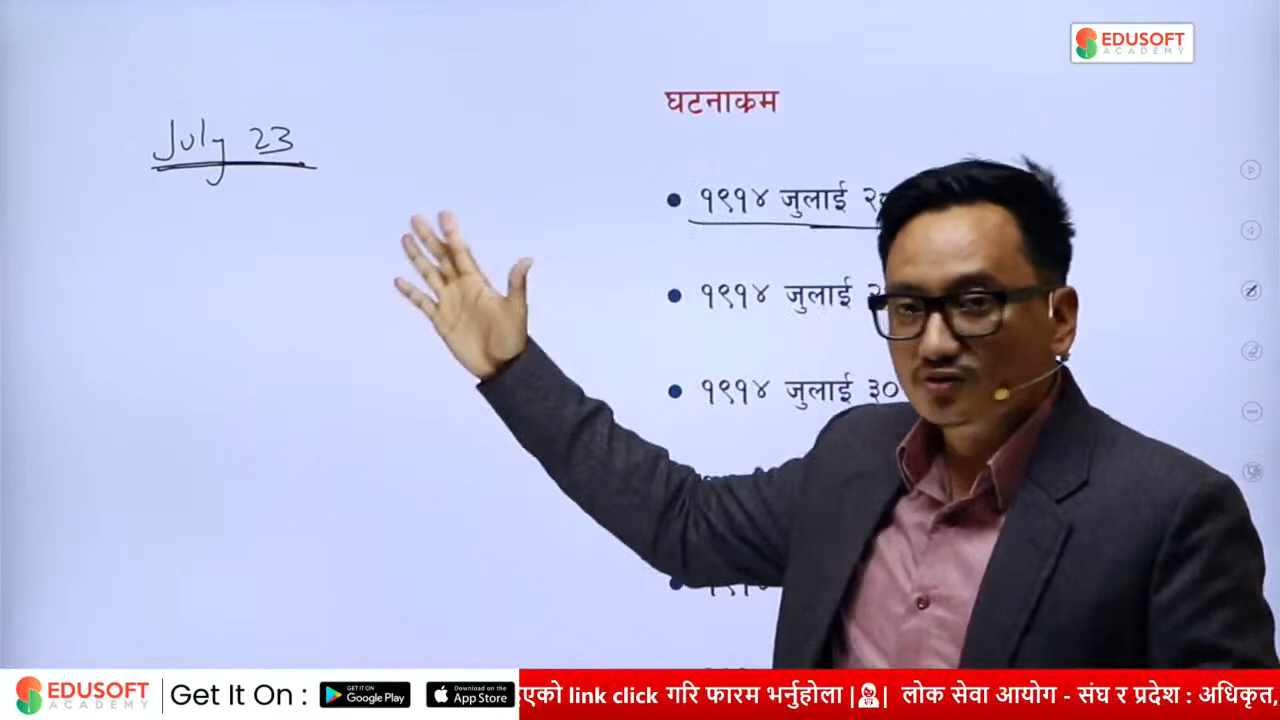 EDUSOFT
ACADEMY
घटनाक्रम
July 23
१९१४ जुलाई
१९१४ जुलाई
१९१४ जुलाई ३०
EDUSOFT
ACADEMY
Get It On :
GET IT ON
Google Play
Download on the
App Store
link click गरि फारम भर्नुहोला | | लोक सेवा आयोग - संघ र प्रदेश : अधिकृत,